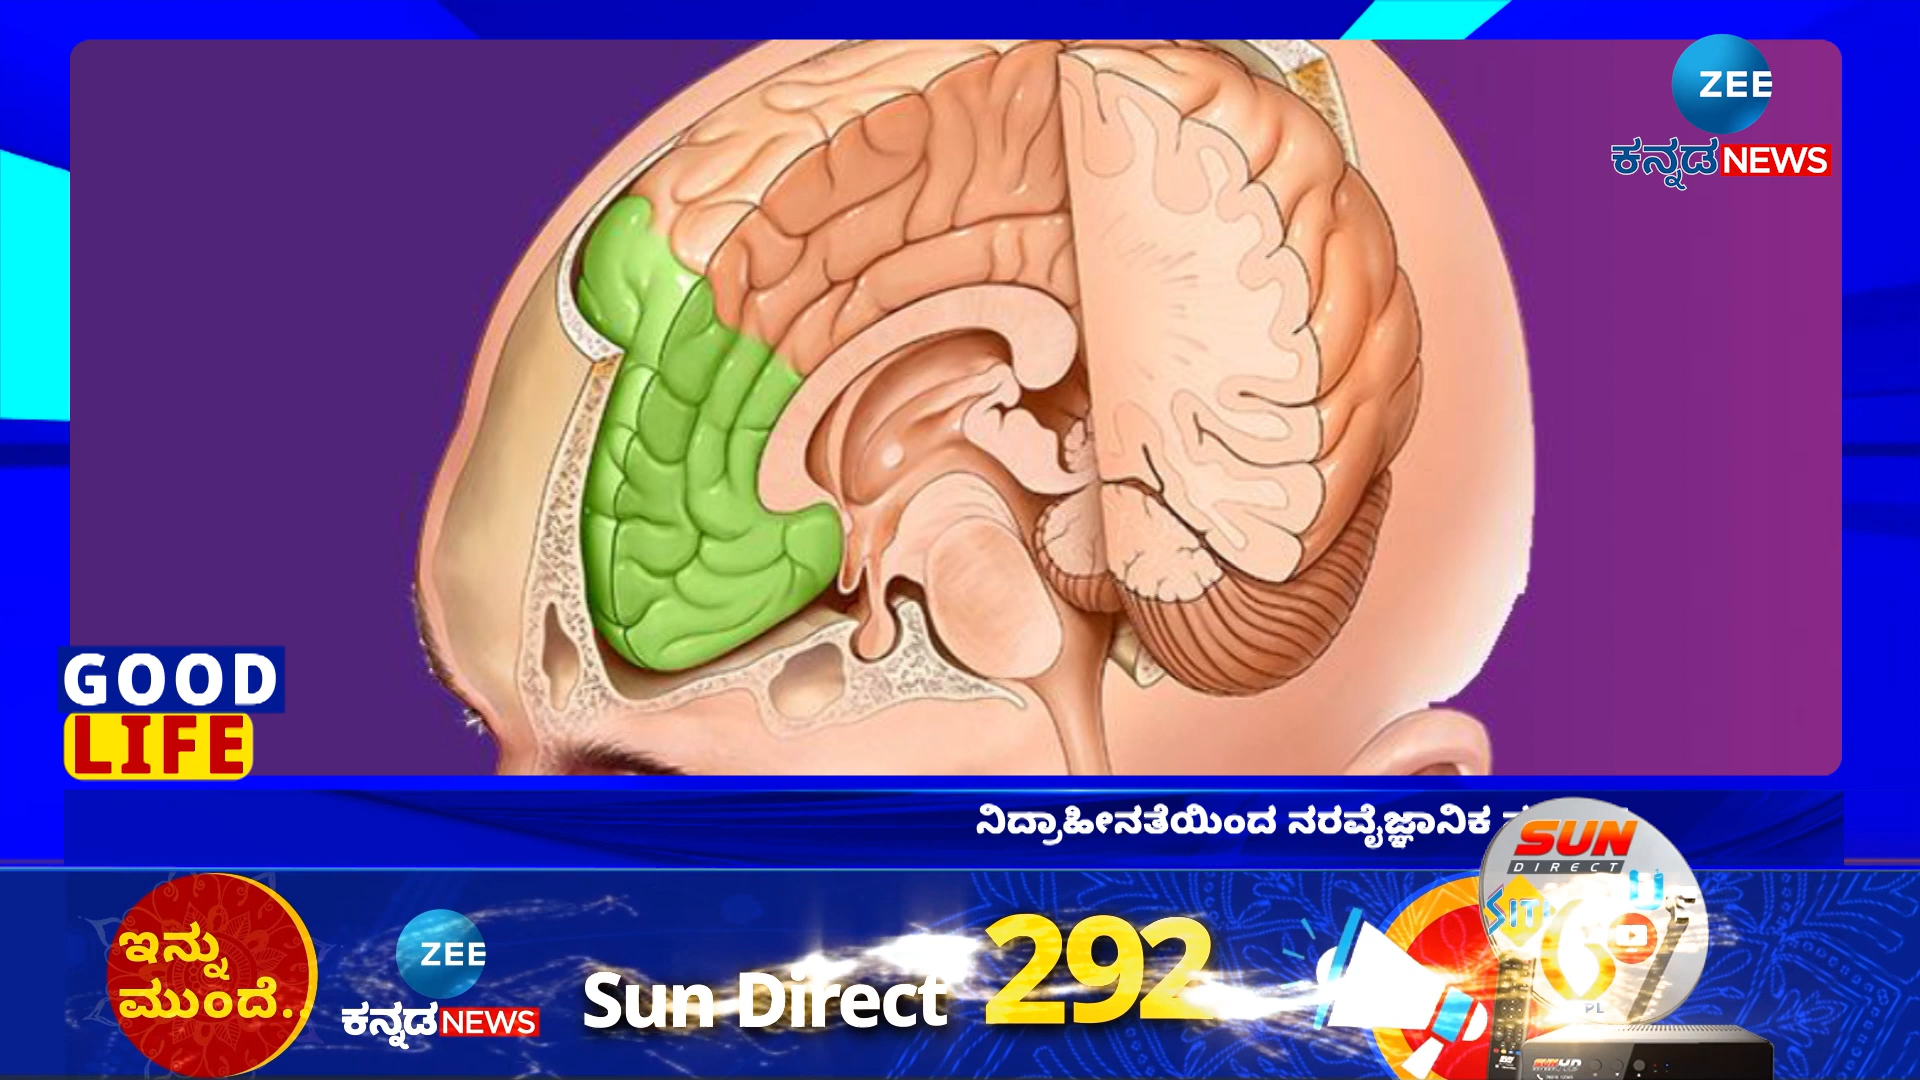 ZEE
ಕನ್ನಡ NEWS
GOOD
LIFE
ನಿದ್ರಾಹೀನತೆಯಿಂದ ನರವೈಜ್ಞಾನಿಕ
SUN
DIRECT
ಇನ್ನು
ಮುಂದೆ..
ZEE
ಕನ್ನಡ NEWS
Sun Direct 292